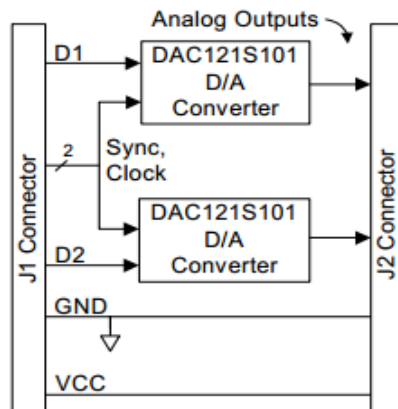 Analog Outputs
D1
DAC121S101
D/A
Converter
2
Sync,
Clock
DAC121S101
D/A
Converter
D2
GND
VCC
J1 Connector
J2 Connector